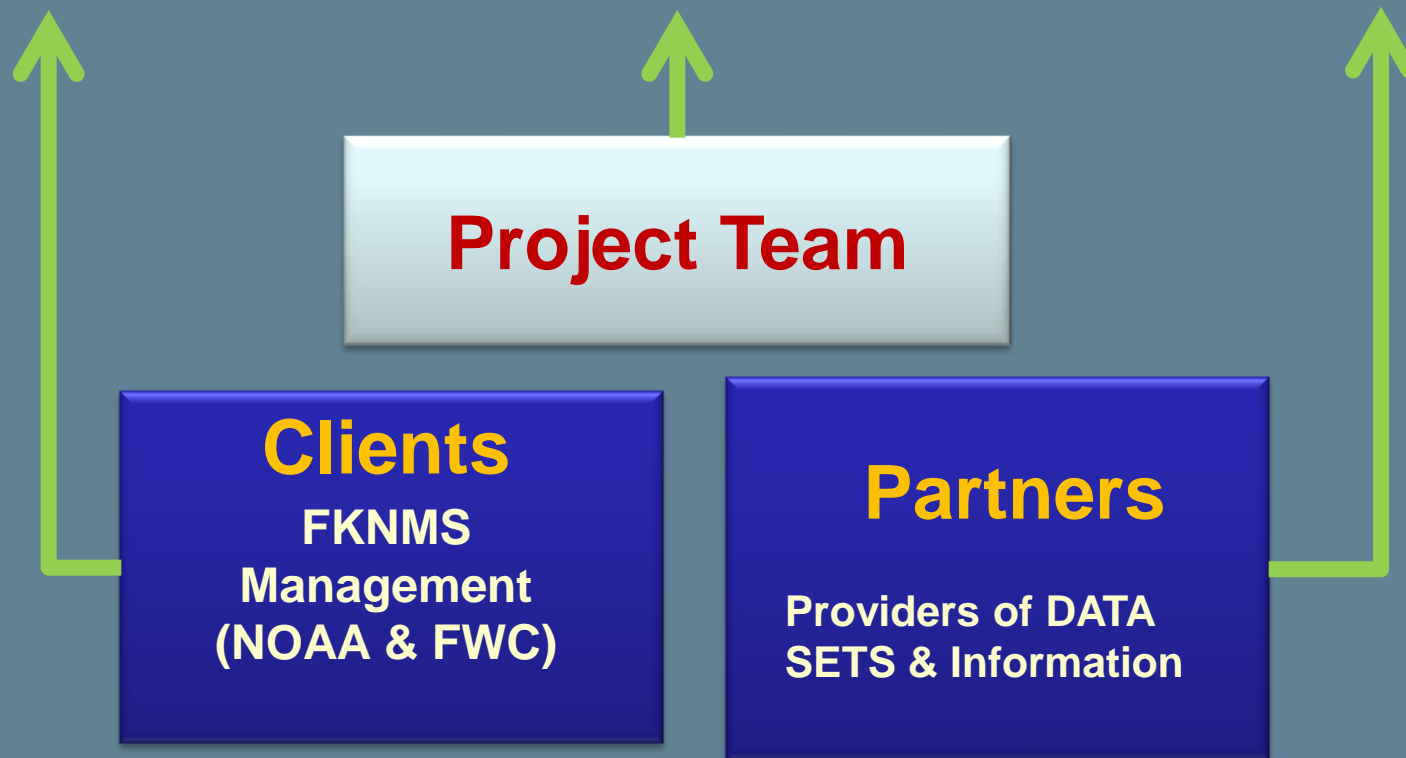 Project Team
Clients
FKNMS
Management
(NOAA & FWC)
Partners
Providers of DATA
SETS & Information